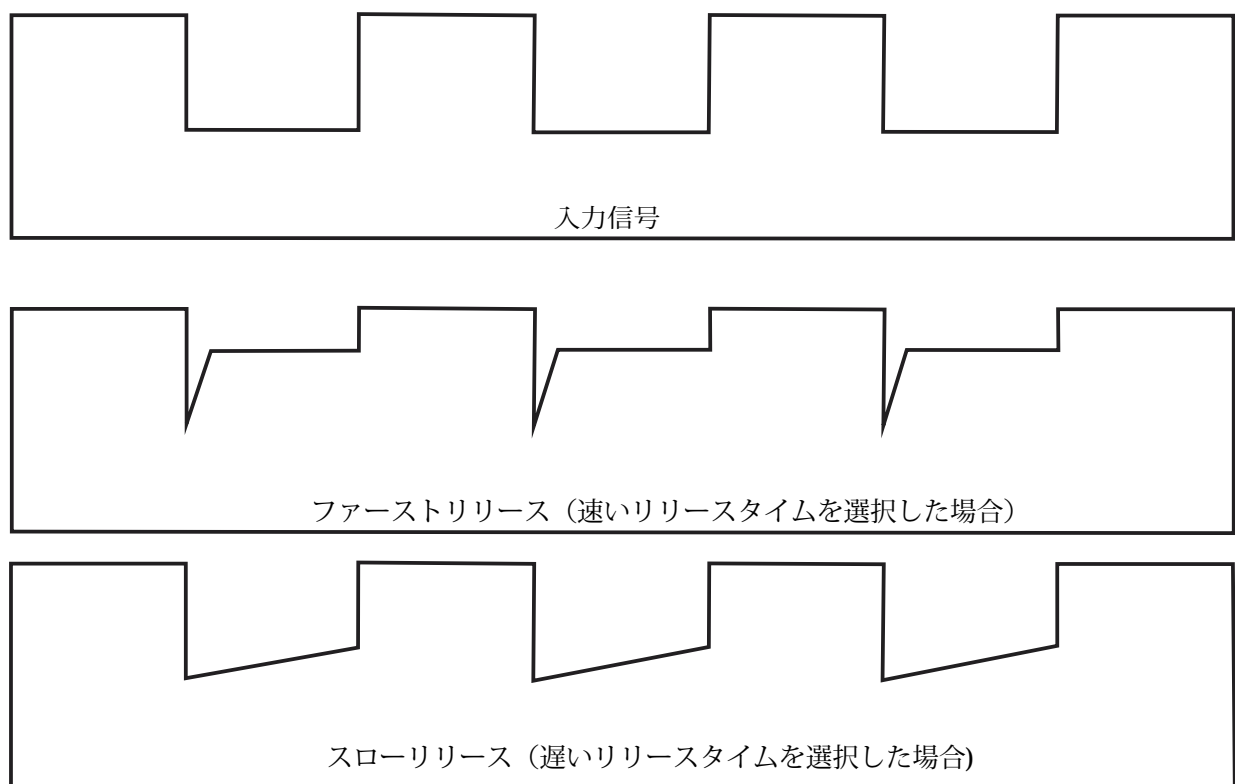 入力信号
ファーストリリース（速いリリースタイムを選択した場合）
スローリリース（遅いリリースタイムを選択した場合)